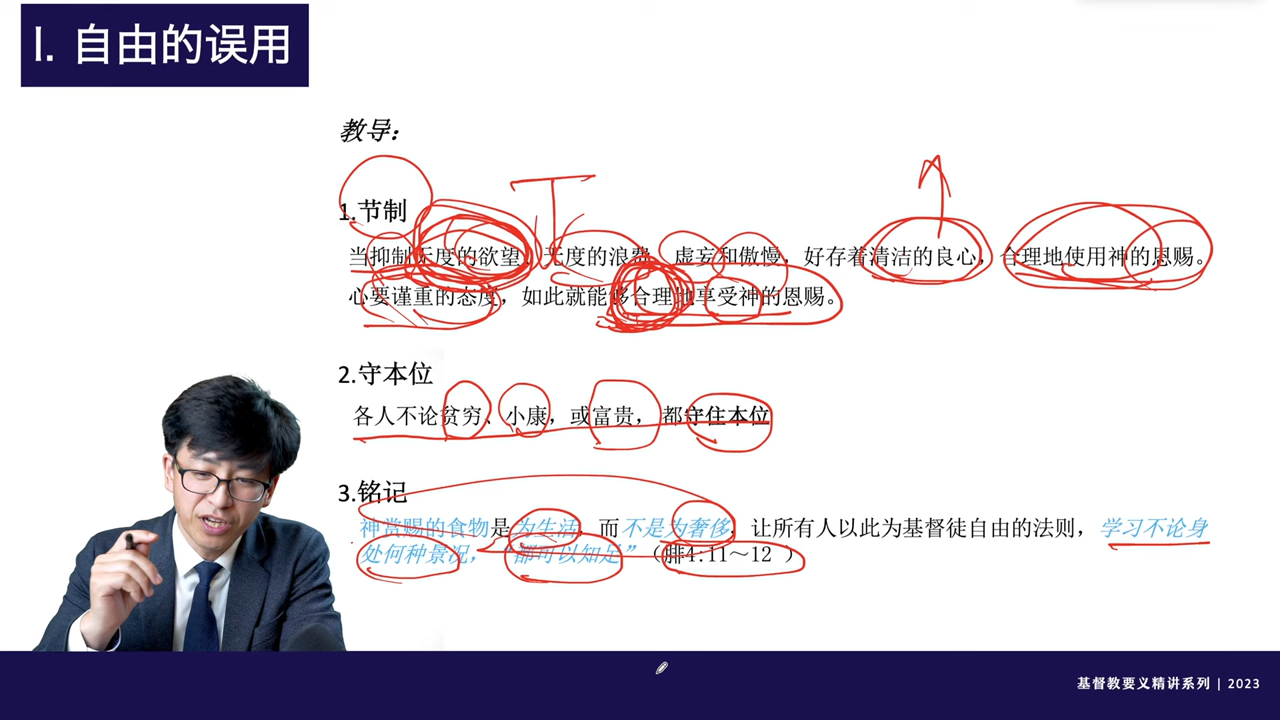 I. 自由的误用
教导：
1.节制
当抑制无度的欲望、无度的浪费、虚妄和傲慢，好存着清洁的良心，合理地使用神的恩赐。
心要谨重的态度，如此就能够合理地享受神的恩赐。
2.守本位
各人不论贫穷、小康，或富贵，都守住本位
3.铭记
神赏赐的食物是为生活，而不是为奢侈，让所有人以此为基督徒自由的法则，学习不论身
处何种景况，“都可以知足”（腓4:11～12 ）
基督教要义精讲系列 | 2023